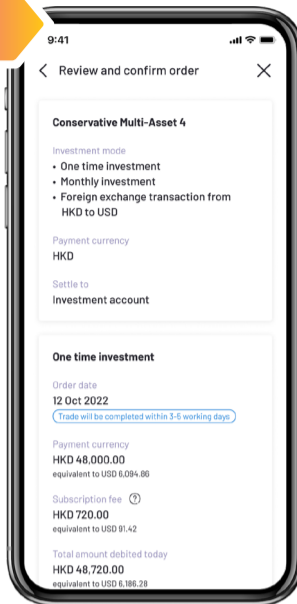 9:41
Review and confirm order
Conservative Multi-Asset 4
Investment mode
• One time investment
• Monthly investment
• Foreign exchange transaction from
HKD to USD
Payment currency
HKD
Settle to
Investment account
One time investment
Order date
12 Oct 2022
Trade will be completed within 3-5 working days
Payment currency
HKD 48,000.00
equivalent to USD 6,094.86
Subscription fee ?
HKD 720.00
equivalent to USD 91.42
Total amount debited today
HKD 48,720.00
equivalent to USD 6,186.28